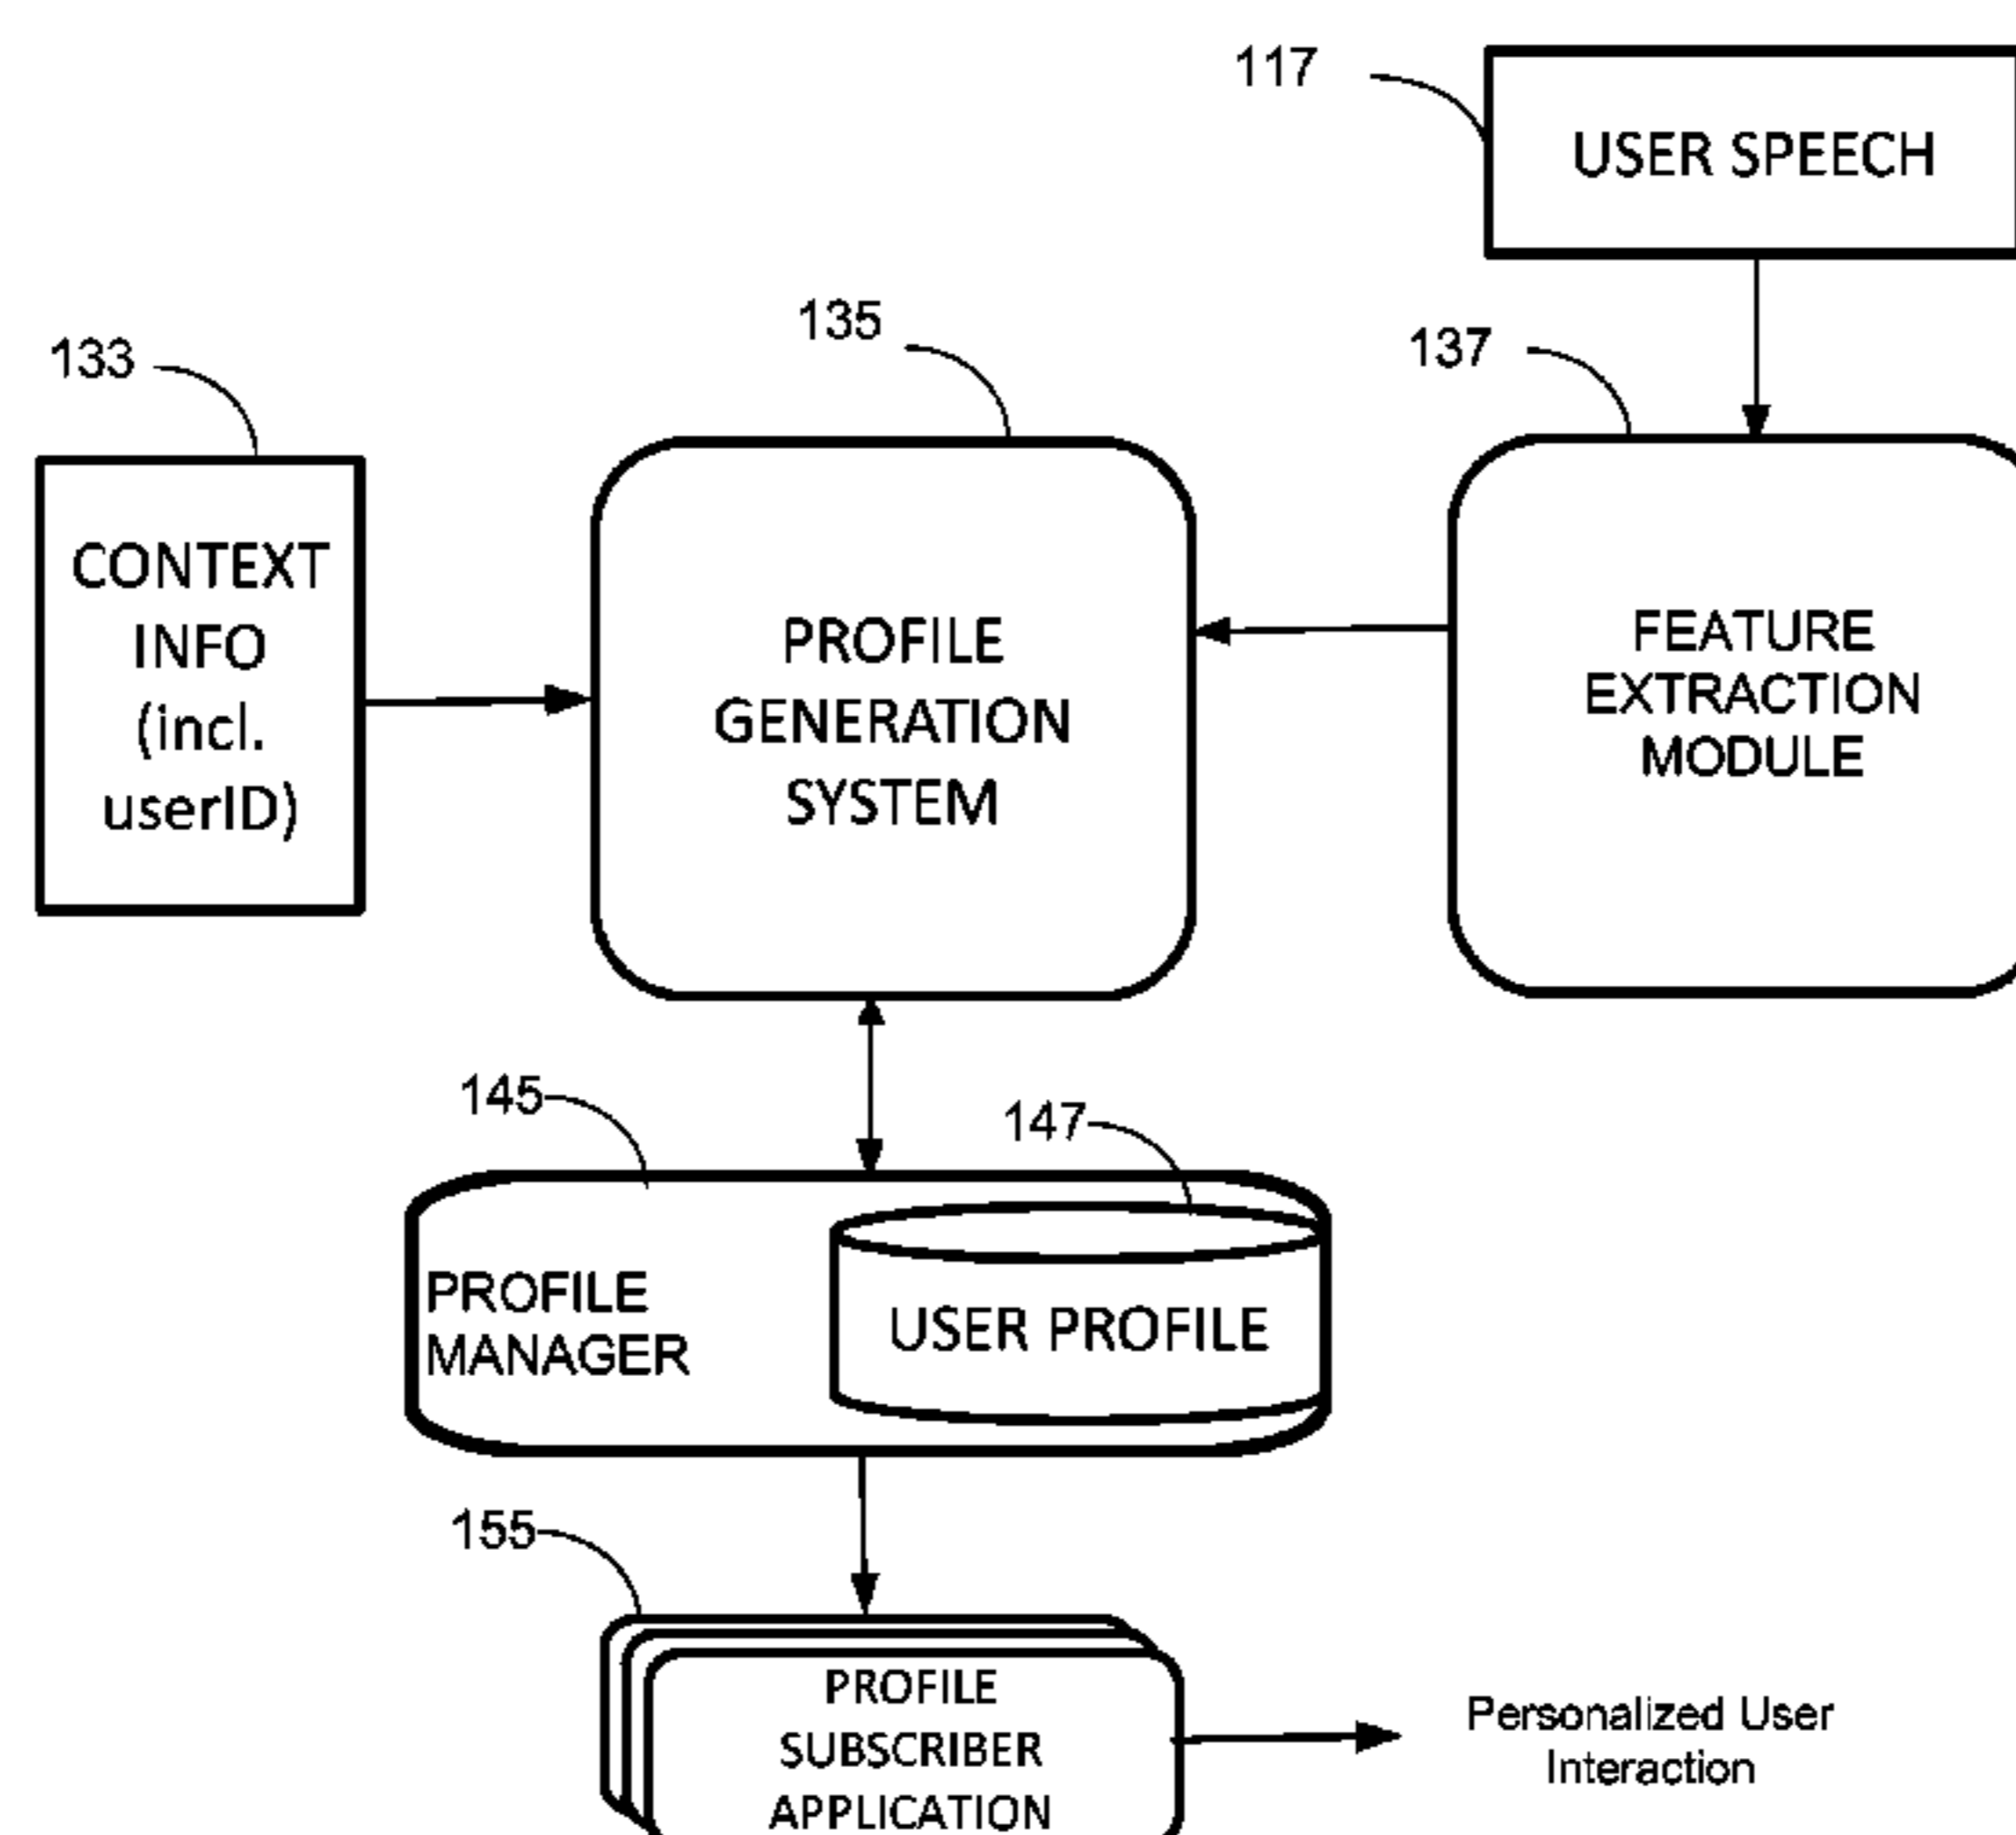 117
USER SPEECH
135
137
133
CONTEXT
INFO
(incl.
userID)
PROFILE
GENERATION
SYSTEM
FEATURE
EXTRACTION
MODULE
145
147
PROFILE
MANAGER
USER PROFILE
155
PROFILE
SUBSCRIBER
APPLICATION
Personalized User
Interaction